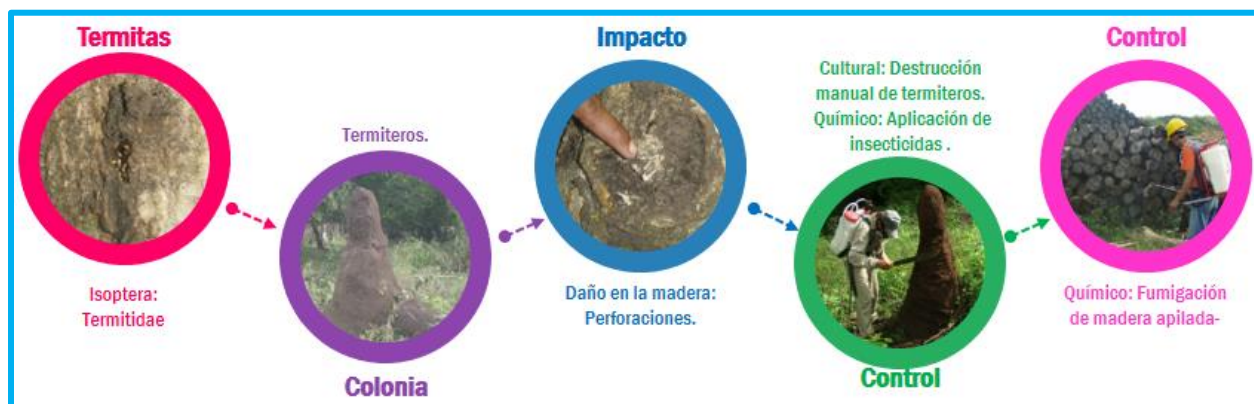 Termitas
Isoptera:
Termitidae
Termiteros.
Colonia
Impacto
Daño en la madera:
Perforaciones.
Cultural: Destrucción
manual de termiteros.
Químico: Aplicación de
insecticidas .
Control
Control
Químico: Fumigación
de madera apilada-